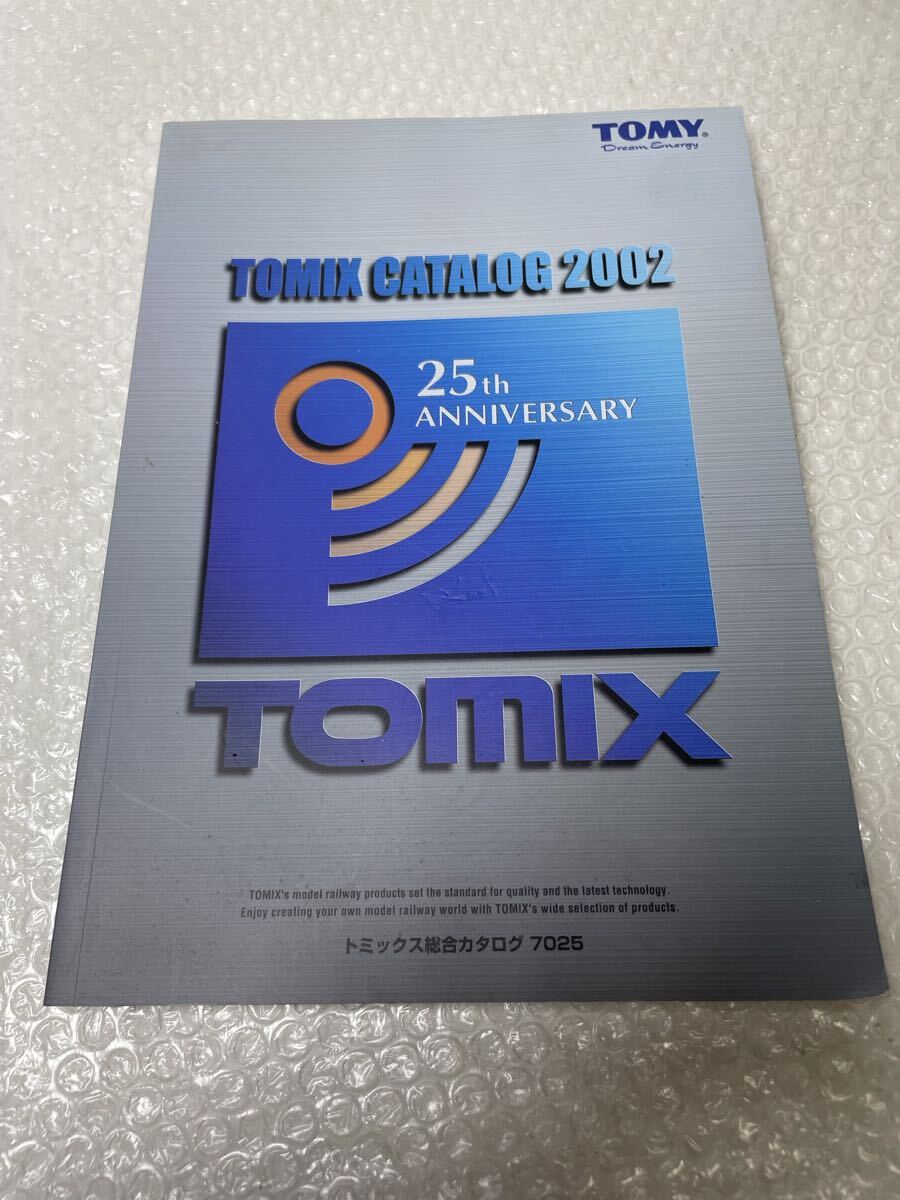 TOMY®
Dream Energy
TOMIX CATALOG 2002
25th
ANNIVERSARY
TOMIX
TOMIX's model railway products set the standard for quality and the latest technology.
Enjoy creating your own model railway world with TOMIX's wide selection of products.
トミックス総合カタログ 7025